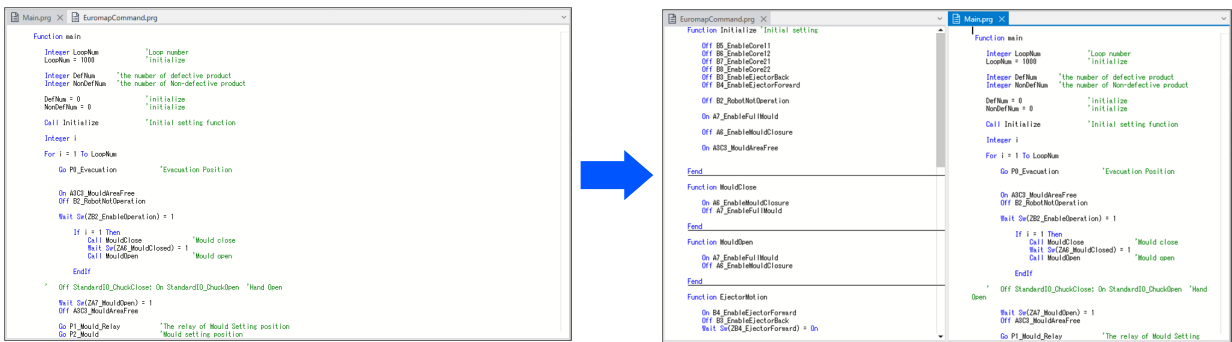 Main.prg
EuromapCommand.prg
Function main
Integer LoopNum 'Loop number
LoopNum = 1000 'initialize
Integer DefNum 'the number of defective product
Integer NonDefNum 'the number of Non-defective product
DefNum = 0 'initialize
NonDefNum = 0 'initialize
Call Initialize 'Initial setting function
Integer i
For i = 1 To LoopNum
Go P0_Evacuation 'Evacuation Position
On A3C3_MouldAreaFree
Off B2_RobotNotOperation
Wait Sw(ZB2_EnableOperation) = 1
If i = 1 Then
Call MouldClose 'Mould close
Wait Sw(ZA6_MouldClosed) = 1
Call MouldOpen 'Mould open
EndIf
' Off StandardIO_ChuckClose; On StandardIO_ChuckOpen 'Hand Open
Wait Sw(ZA7_MouldOpen) = 1
Off A3C3_MouldAreaFree
Go P1_Mould_Relay 'The relay of Mould Setting position
Go P2_Mould 'Mould setting position
EuromapCommand.prg
Function Initialize 'Initial setting
Off B5_EnableCore11
Off B6_EnableCore12
Off B7_EnableCore21
Off B8_EnableCore22
Off B3_EnableEjectorBack
Off B4_EnableEjectorForward
Off B2_RobotNotOperation
On A7_EnableFullMould
Off A6_EnableMouldClosure
On A3C3_MouldAreaFree
Fend
Function MouldClose
On A6_EnableMouldClosure
Off A7_EnableFullMould
Fend
Function MouldOpen
On A7_EnableFullMould
Off A6_EnableMouldClosure
Fend
Function EjectorMotion
On B4_EnableEjectorForward
Off B3_EnableEjectorBack
Wait Sw(ZB4_EjectorForward) = On
Main.prg
Function main
Integer LoopNum 'Loop number
LoopNum = 1000 'initialize
Integer DefNum 'the number of defective product
Integer NonDefNum 'the number of Non-defective product
DefNum = 0 'initialize
NonDefNum = 0 'initialize
Call Initialize 'Initial setting function
Integer i
For i = 1 To LoopNum
Go P0_Evacuation 'Evacuation Position
On A3C3_MouldAreaFree
Off B2_RobotNotOperation
Wait Sw(ZB2_EnableOperation) = 1
If i = 1 Then
Call MouldClose 'Mould close
Wait Sw(ZA6_MouldClosed) = 1
Call MouldOpen 'Mould open
EndIf
' Off StandardIO_ChuckClose; On StandardIO_ChuckOpen 'Hand
Open
Wait Sw(ZA7_MouldOpen) = 1
Off A3C3_MouldAreaFree
Go P1_Mould_Relay 'The relay of Mould Setting